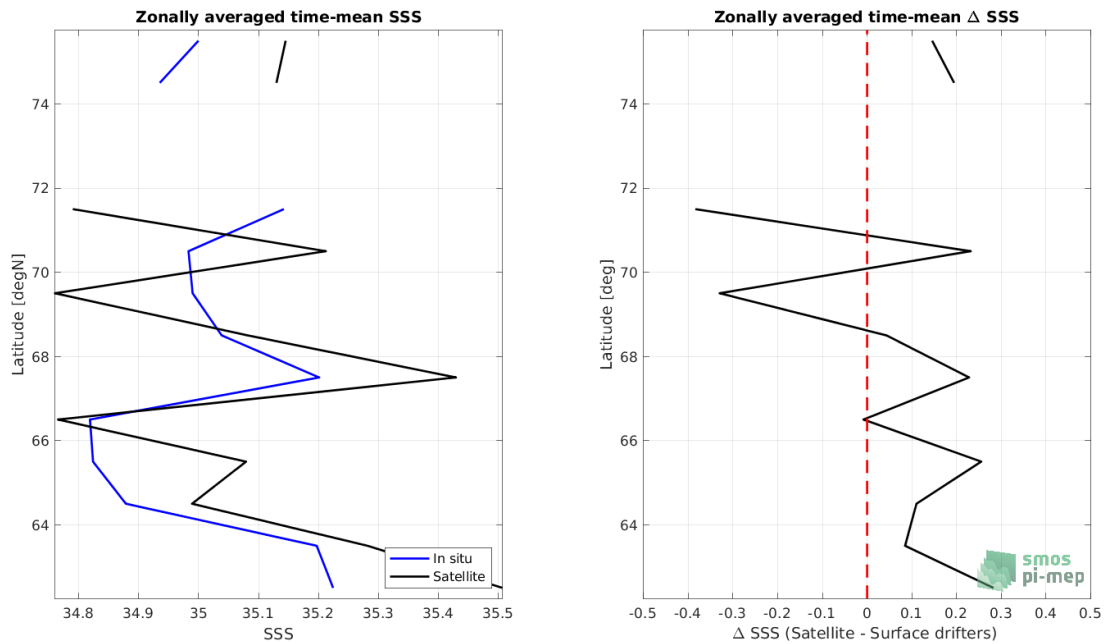 Zonally averaged time-mean SSS
74
72
70
68
66
64
Latitude [degN]
In situ
Satellite
34.8 34.9 35 35.1 35.2 35.3 35.4 35.5
SSS
Zonally averaged time-mean Δ SSS
74
72
70
68
66
64
Latitude [deg]
smos
pi-mep
-0.5 -0.4 -0.3 -0.2 -0.1 0 0.1 0.2 0.3 0.4 0.5
Δ SSS (Satellite - Surface drifters)